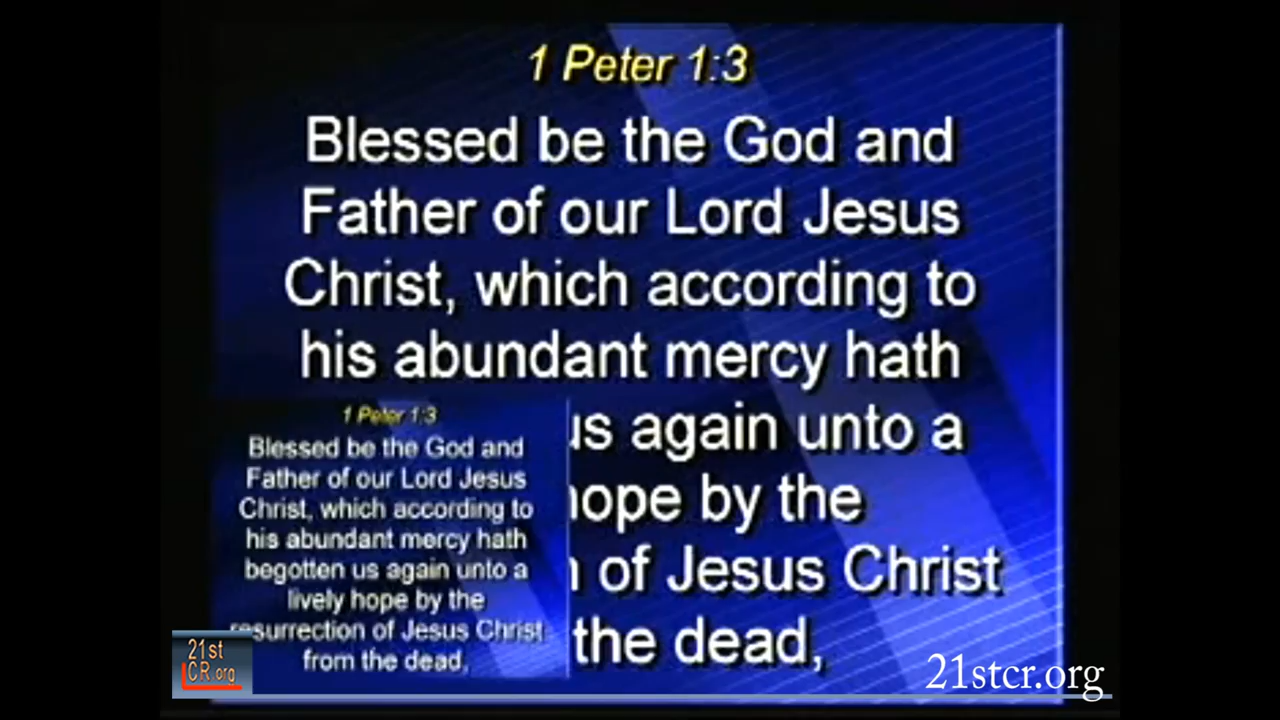 1 Peter 1:3
Blessed be the God and
Father of our Lord Jesus
Christ, which according to
his abundant mercy hath
us again unto a
hope by the
of Jesus Christ
the dead,
1 Peter 1:3
Blessed be the God and
Father of our Lord Jesus
Christ, which according to
his abundant mercy hath
begotten us again unto a
lively hope by the
resurrection of Jesus Christ
from the dead,
21st
CR.org
21stcr.org